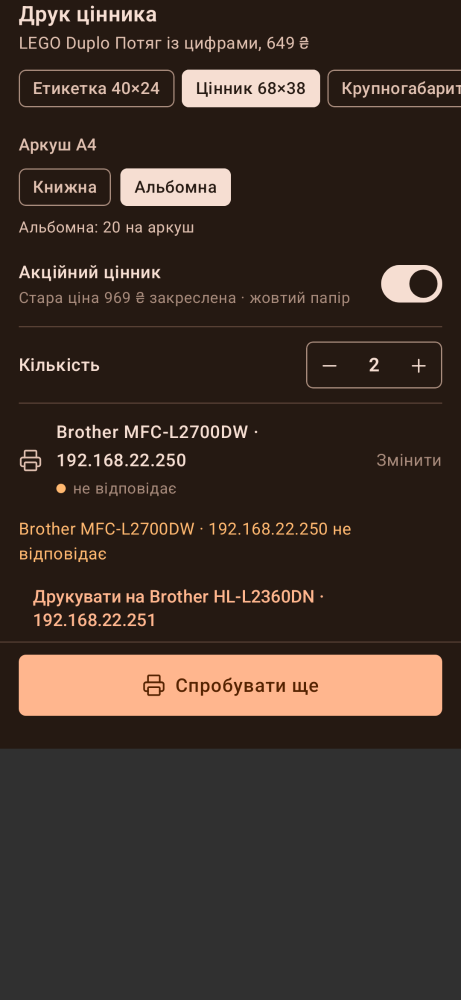 Друк цінника
LEGO Duplo Потяг із цифрами, 649 ₴
Етикетка 40×24
Цінник 68×38
Крупногабарит
Аркуш A4
Книжна
Альбомна
Альбомна: 20 на аркуш
Акційний цінник
Стара ціна 969 ₴ закреслена · жовтий папір
Кількість
− 2 +
Brother MFC-L2700DW ·
192.168.22.250
Змінити
не відповідає
Brother MFC-L2700DW · 192.168.22.250 не
відповідає
Друкувати на Brother HL-L2360DN ·
192.168.22.251
Спробувати ще